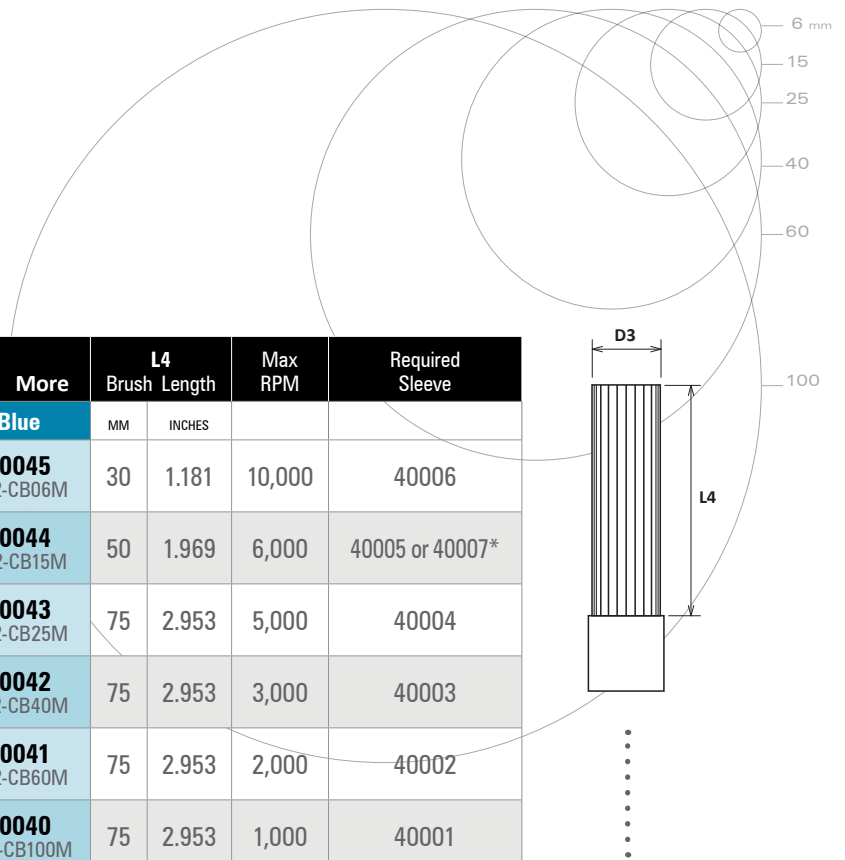 6 mm
15
25
40
60
100
D3
L4
More L4 Max Required
Brush Length RPM Sleeve
Blue MM INCHES
0045 30 1.181 10,000 40006
-CB06M
0044 50 1.969 6,000 40005 or 40007*
-CB15M
0043 75 2.953 5,000 40004
-CB25M
0042 75 2.953 3,000 40003
-CB40M
0041 75 2.953 2,000 40002
-CB60M
0040 75 2.953 1,000 40001
-CB100M